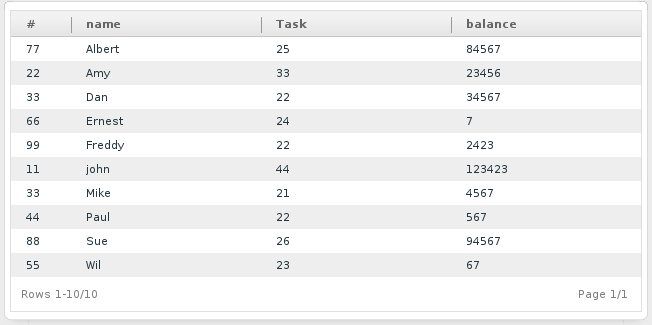 # name Task balance
77 Albert 25 84567
22 Amy 33 23456
33 Dan 22 34567
66 Ernest 24 7
99 Freddy 22 2423
11 john 44 123423
33 Mike 21 4567
44 Paul 22 567
88 Sue 26 94567
55 Wil 23 67
Rows 1-10/10 Page 1/1